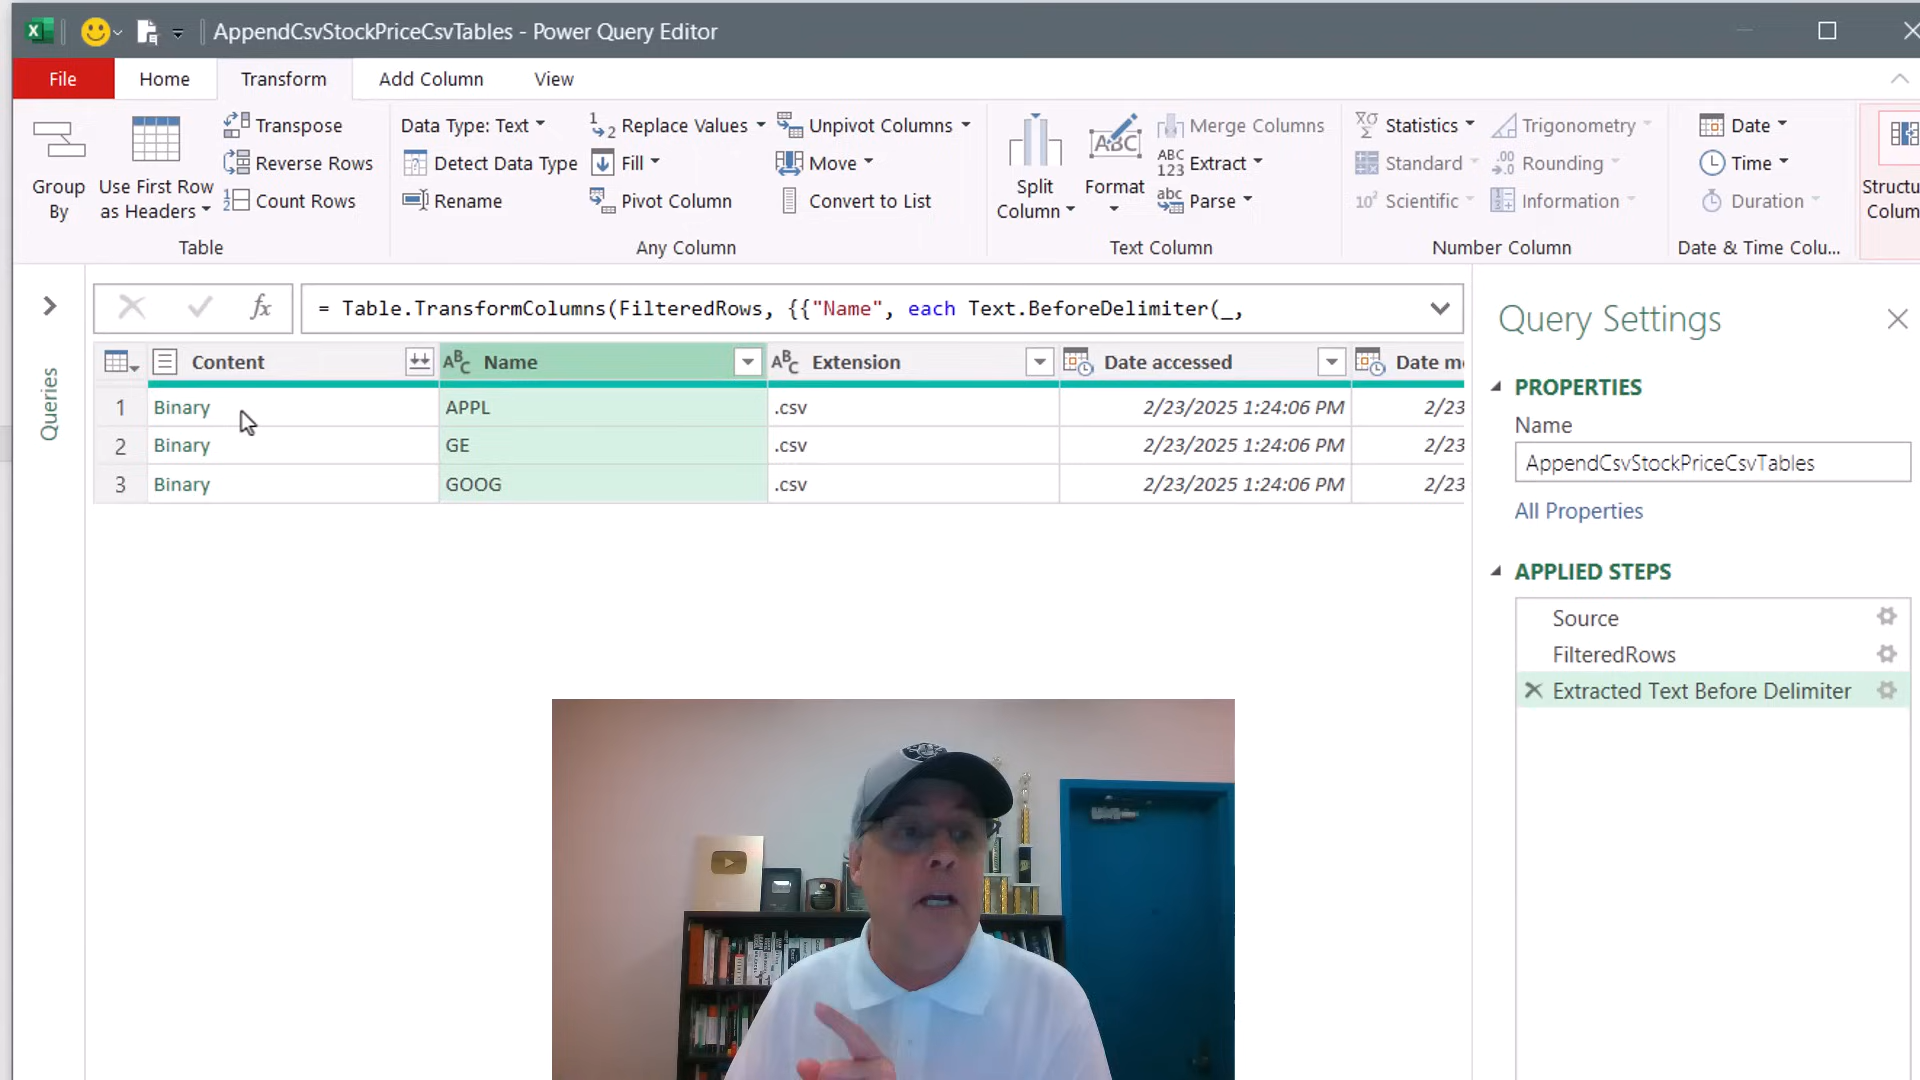 AppendCsvStockPriceCsvTables - Power Query Editor
File Home Transform Add Column View
Group By
Use First Row as Headers
Transpose
Reverse Rows
Count Rows
Table
Data Type: Text
Detect Data Type
Rename
Replace Values
Fill
Pivot Column
Unpivot Columns
Move
Convert to List
Any Column
Split Column
Format
Merge Columns
Extract
Parse
Text Column
Statistics
Standard
Scientific
Trigonometry
Rounding
Information
Number Column
Date
Time
Duration
Date & Time Colu...
Structu
Colum
= Table.TransformColumns(FilteredRows, {{"Name", each Text.BeforeDelimiter(_,
Queries
Content Name Extension Date accessed Date m
1 Binary APPL .csv 2/23/2025 1:24:06 PM 2/23
2 Binary GE .csv 2/23/2025 1:24:06 PM 2/23
3 Binary GOOG .csv 2/23/2025 1:24:06 PM 2/23
Query Settings
PROPERTIES
Name
AppendCsvStockPriceCsvTables
All Properties
APPLIED STEPS
Source
FilteredRows
Extracted Text Before Delimiter